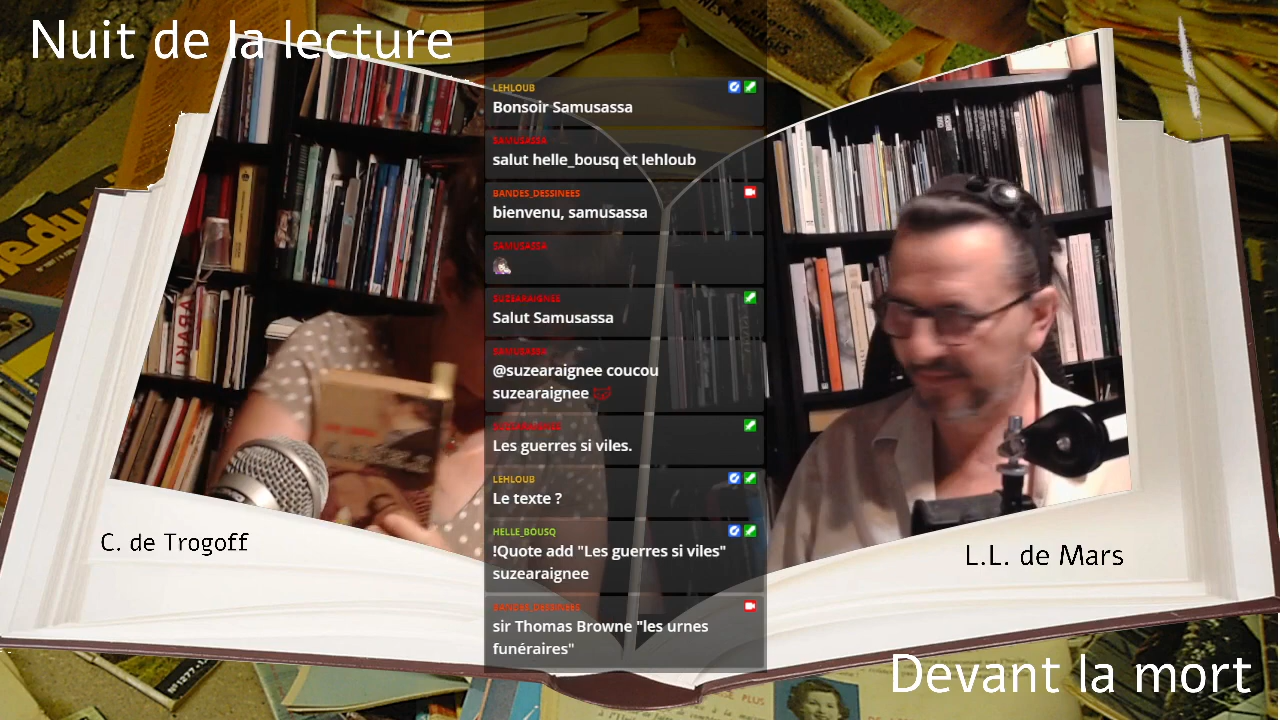 Nuit de la lecture
LEHLOUB
Bonsoir Samusassa
SAMUSASSA
salut helle_bousq et lehloub
BANDES_DESSINEES
bienvenu, samusassa
SAMUSASSA
SUZEARAIGNEE
Salut Samusassa
SAMUSASSA
@suzearaignee coucou
suzearaignee
SUZEARAIGNEE
Les guerres si viles.
LEHLOUB
Le texte ?
HELLE_BOUSQ
!Quote add "Les guerres si viles"
suzearaignee
BANDES_DESSINEES
sir Thomas Browne "les urnes
funéraires"
C. de Trogoff
L.L. de Mars
Devant la mort